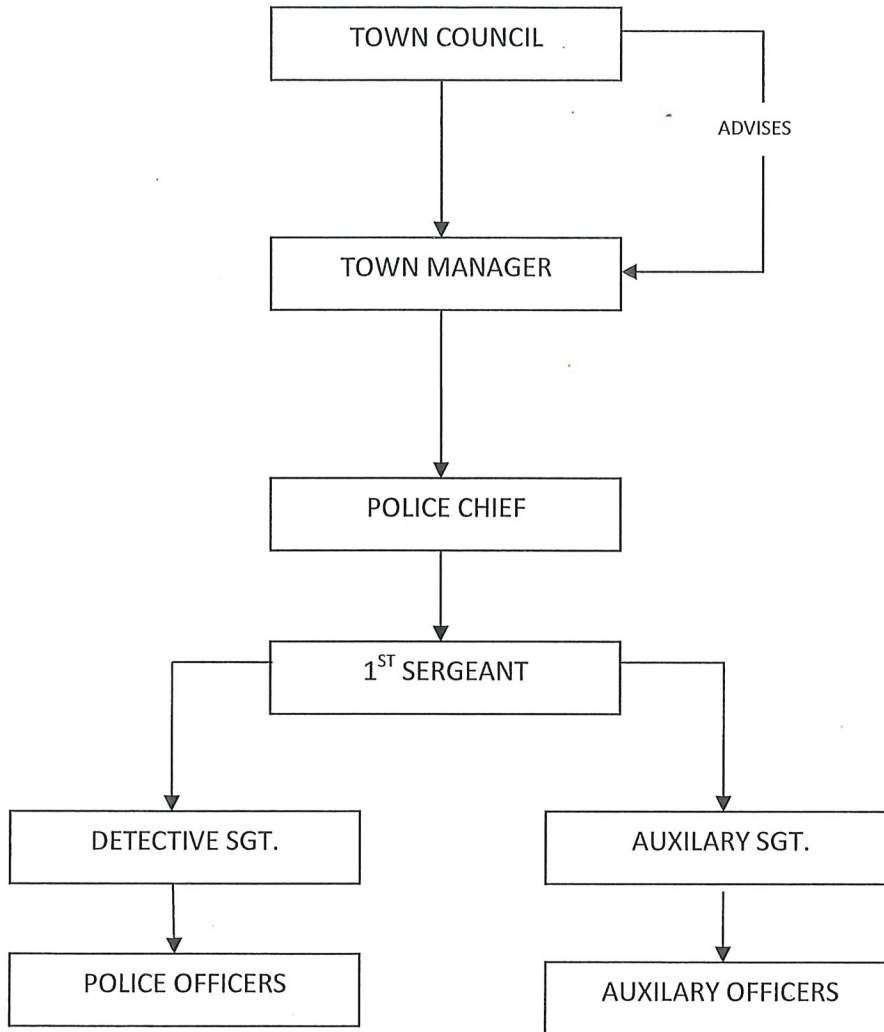 TOWN COUNCIL
ADVISES
TOWN MANAGER
POLICE CHIEF
1ST SERGEANT
DETECTIVE SGT.
AUXILARY SGT.
POLICE OFFICERS
AUXILARY OFFICERS